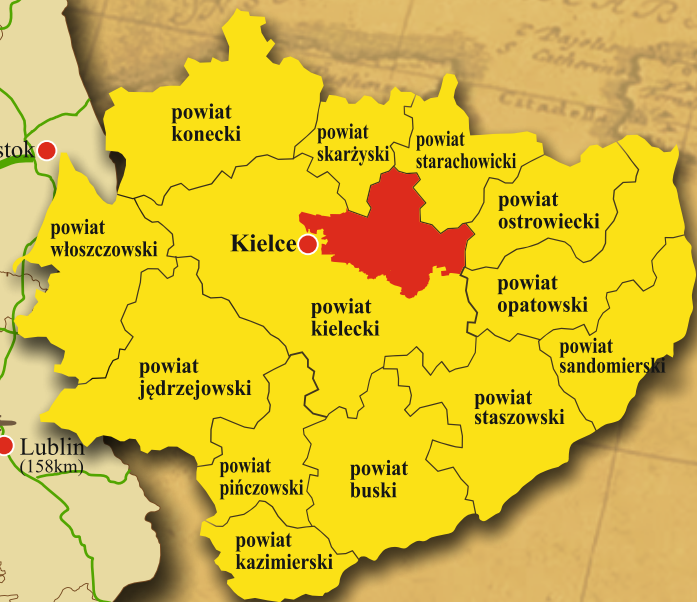 powiat
konecki
powiat
skarżyski
powiat
starachowicki
stok
powiat
włoszczowski
Kielce
powiat
ostrowiecki
powiat
opatowski
powiat
kielecki
powiat
sandomierski
powiat
jędrzejowski
powiat
staszowski
Lublin
(158km)
powiat
pińczowski
powiat
buski
powiat
kazimierski